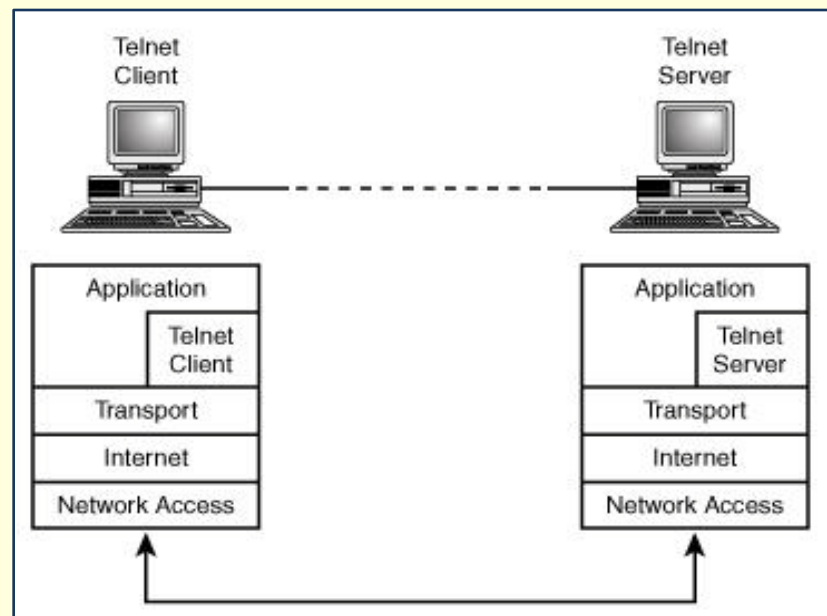 Telnet
Client
Telnet
Server
Application
Telnet
Client
Transport
Internet
Network Access
Application
Telnet
Server
Transport
Internet
Network Access